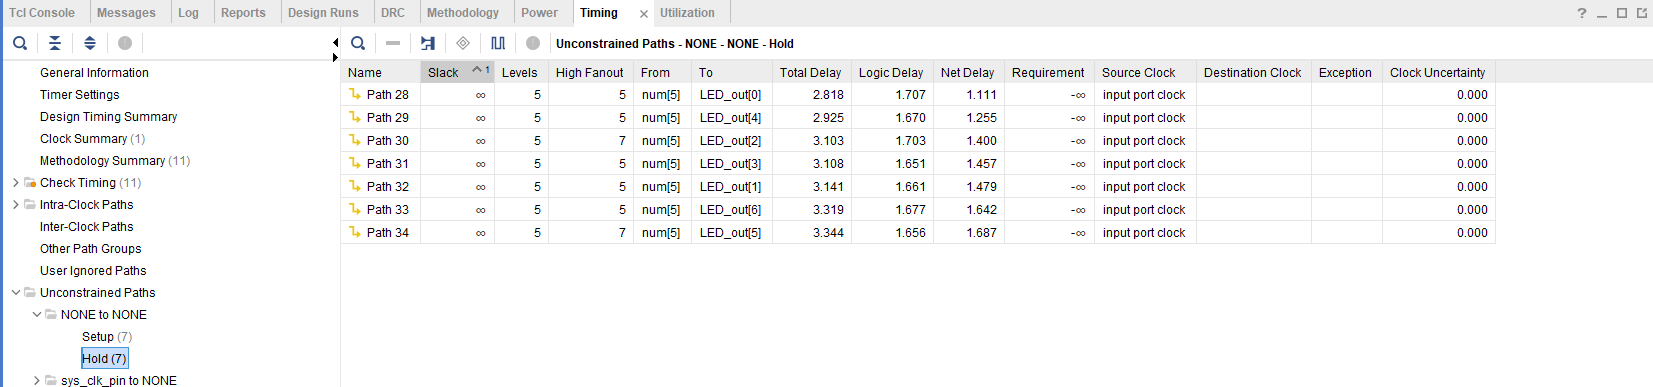 Tcl Console Messages Log Reports Design Runs DRC Methodology Power Timing × Utilization ? _
Unconstrained Paths - NONE - NONE - Hold
General Information
Timer Settings
Design Timing Summary
Clock Summary (1)
Methodology Summary (11)
Check Timing (11)
Intra-Clock Paths
Inter-Clock Paths
Other Path Groups
User Ignored Paths
Unconstrained Paths
NONE to NONE
Setup (7)
Hold (7)
sys_clk_pin to NONE
Name Slack ^1 Levels High Fanout From To Total Delay Logic Delay Net Delay Requirement Source Clock Destination Clock Exception Clock Uncertainty
Path 28 ∞ 5 5 num[5] LED_out[0] 2.818 1.707 1.111 -∞ input port clock 0.000
Path 29 ∞ 5 5 num[5] LED_out[4] 2.925 1.670 1.255 -∞ input port clock 0.000
Path 30 ∞ 5 7 num[5] LED_out[2] 3.103 1.703 1.400 -∞ input port clock 0.000
Path 31 ∞ 5 5 num[5] LED_out[3] 3.108 1.651 1.457 -∞ input port clock 0.000
Path 32 ∞ 5 5 num[5] LED_out[1] 3.141 1.661 1.479 -∞ input port clock 0.000
Path 33 ∞ 5 5 num[5] LED_out[6] 3.319 1.677 1.642 -∞ input port clock 0.000
Path 34 ∞ 5 7 num[5] LED_out[5] 3.344 1.656 1.687 -∞ input port clock 0.000